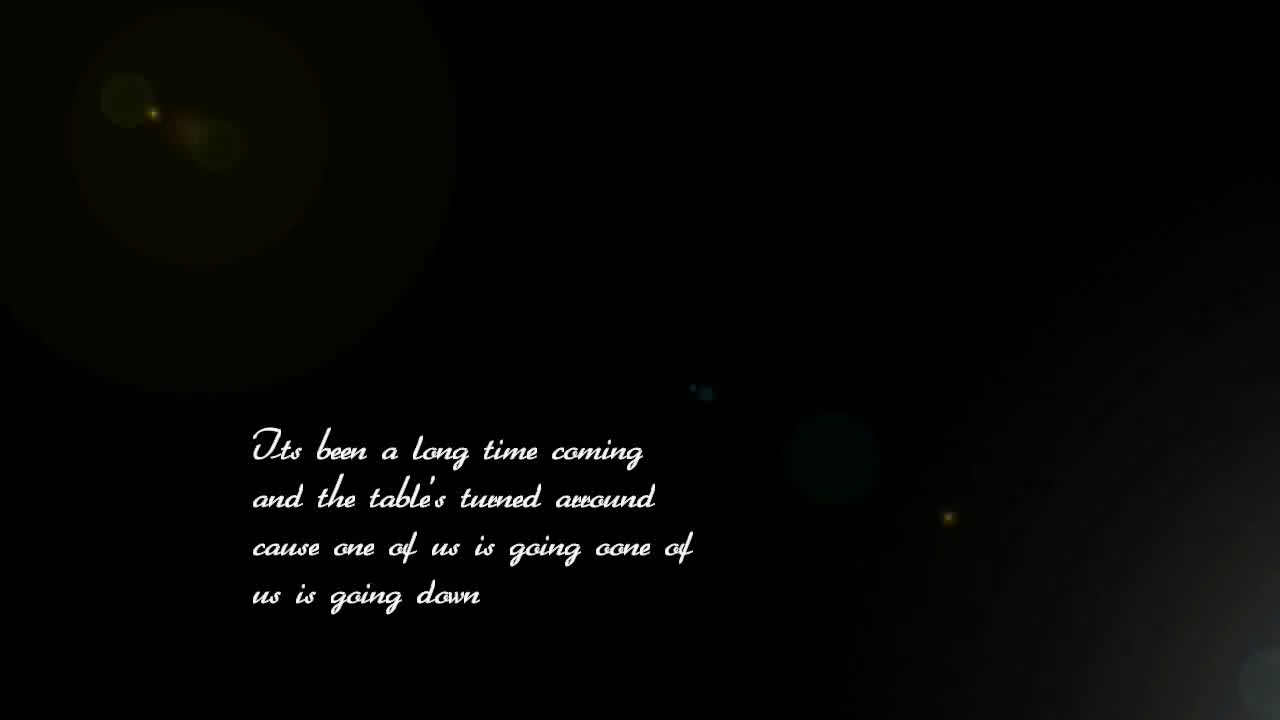 Its been a long time coming
and the table's turned arround
cause one of us is going oone of
us is going down